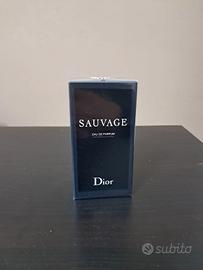 SAUVAGE
EAU DE PARFUM
Dior
subito